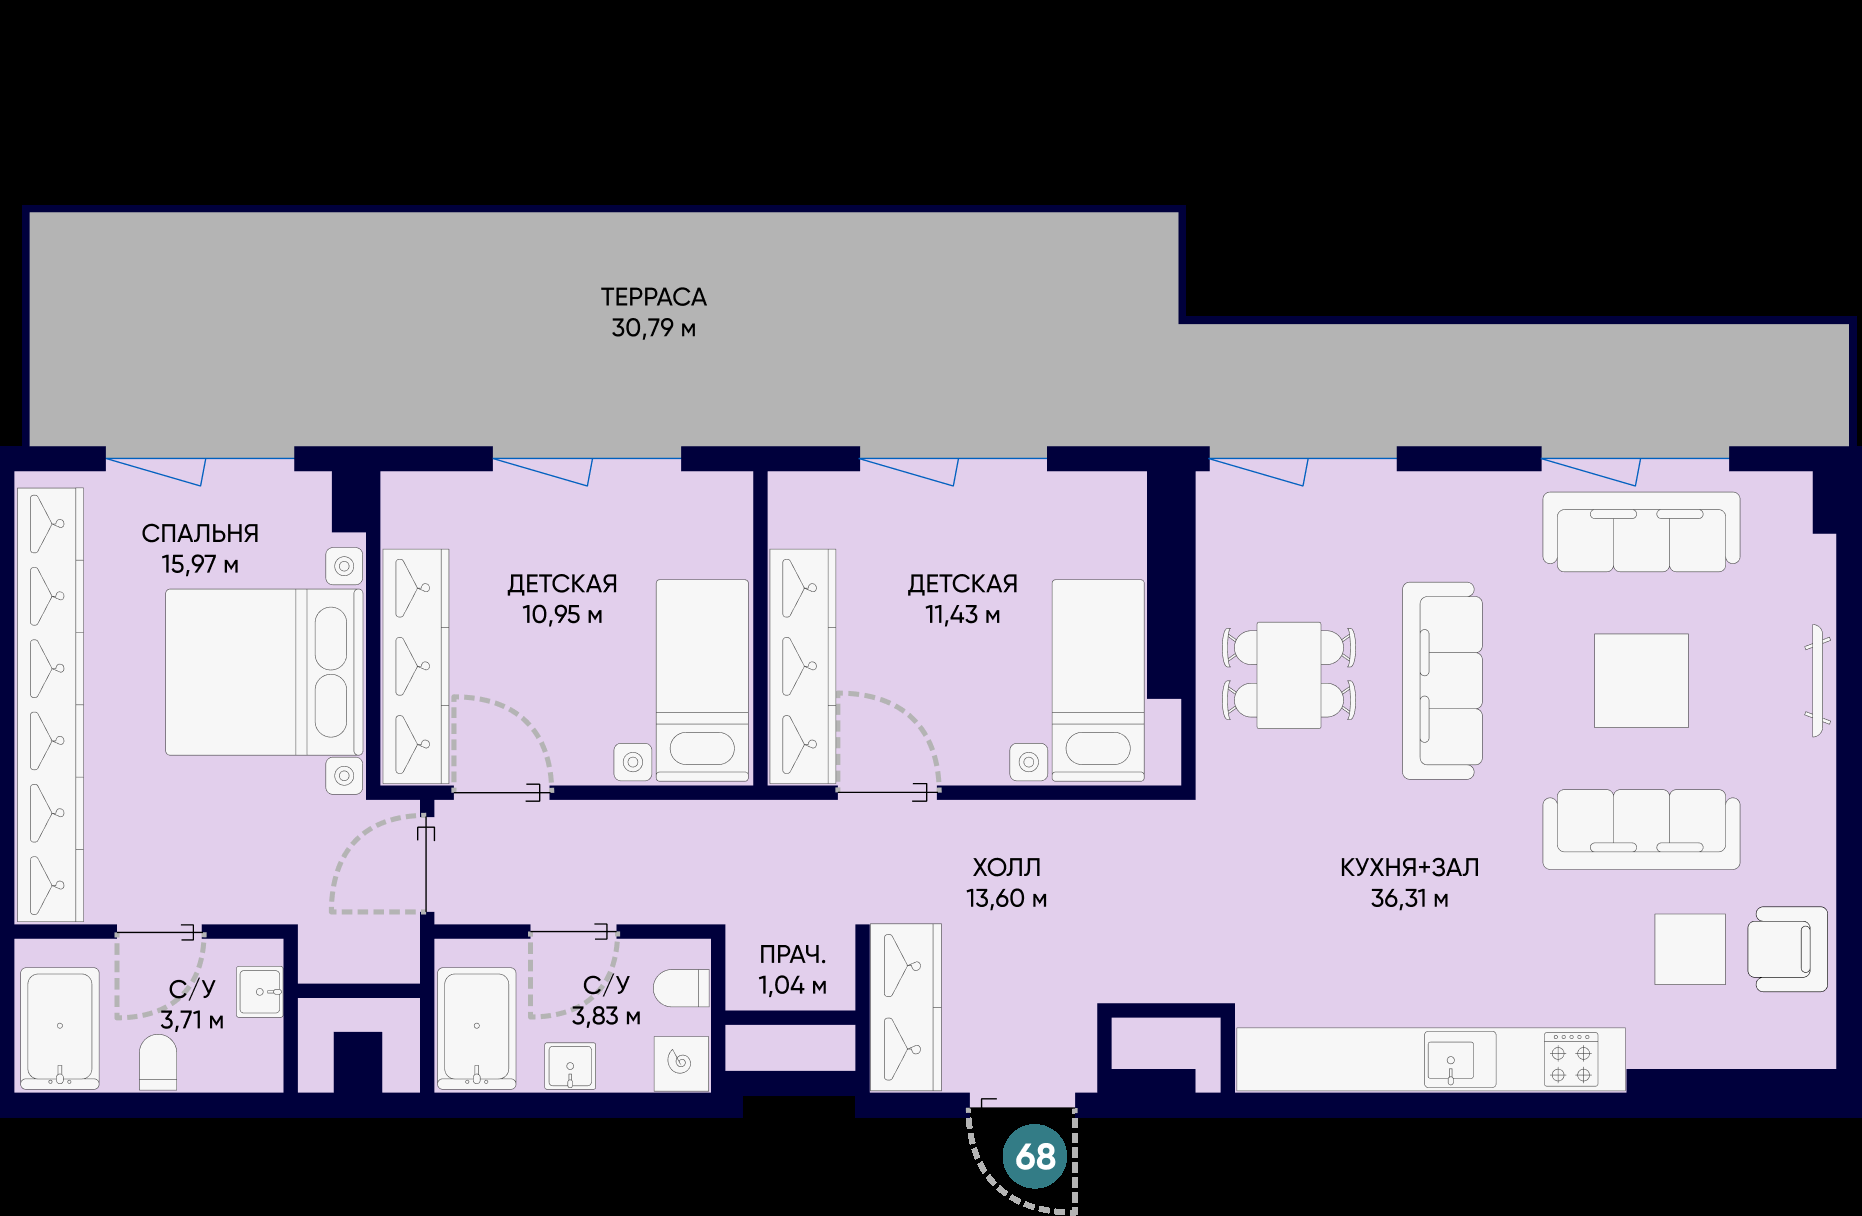 ТЕРРАСА
30,79 м
СПАЛЬНЯ
15,97 м
ДЕТСКАЯ
10,95 м
ДЕТСКАЯ
11,43 м
ХОЛЛ
13,60 м
КУХНЯ+ЗАЛ
36,31 м
ПРАЧ.
1,04 м
С/У
3,71 м
С/У
3,83 м
68